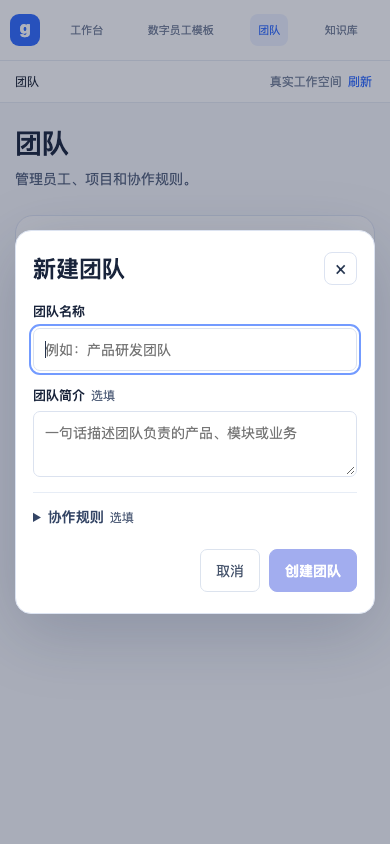 g 工作台 数字员工模板 团队 知识库
团队 真实工作空间 刷新
团队
管理员工、项目和协作规则。
新建团队 ×
团队名称
例如：产品研发团队
团队简介 选填
一句话描述团队负责的产品、模块或业务
协作规则 选填
取消 创建团队